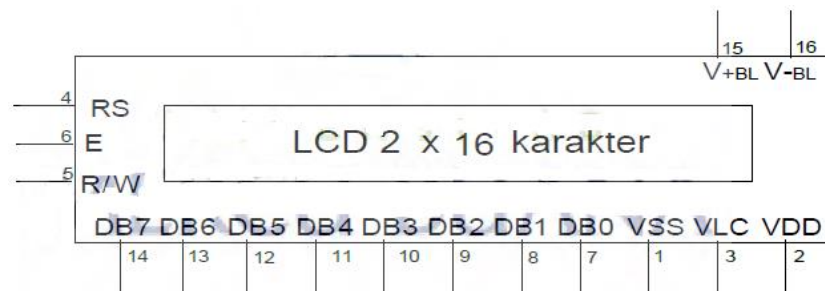 15 16
V+BL V-BL
4 RS
6 E
LCD 2 x 16 karakter
5 R/W
DB7 DB6 DB5 DB4 DB3 DB2 DB1 DB0 VSS VLC VDD
14 13 12 11 10 9 8 7 1 3 2